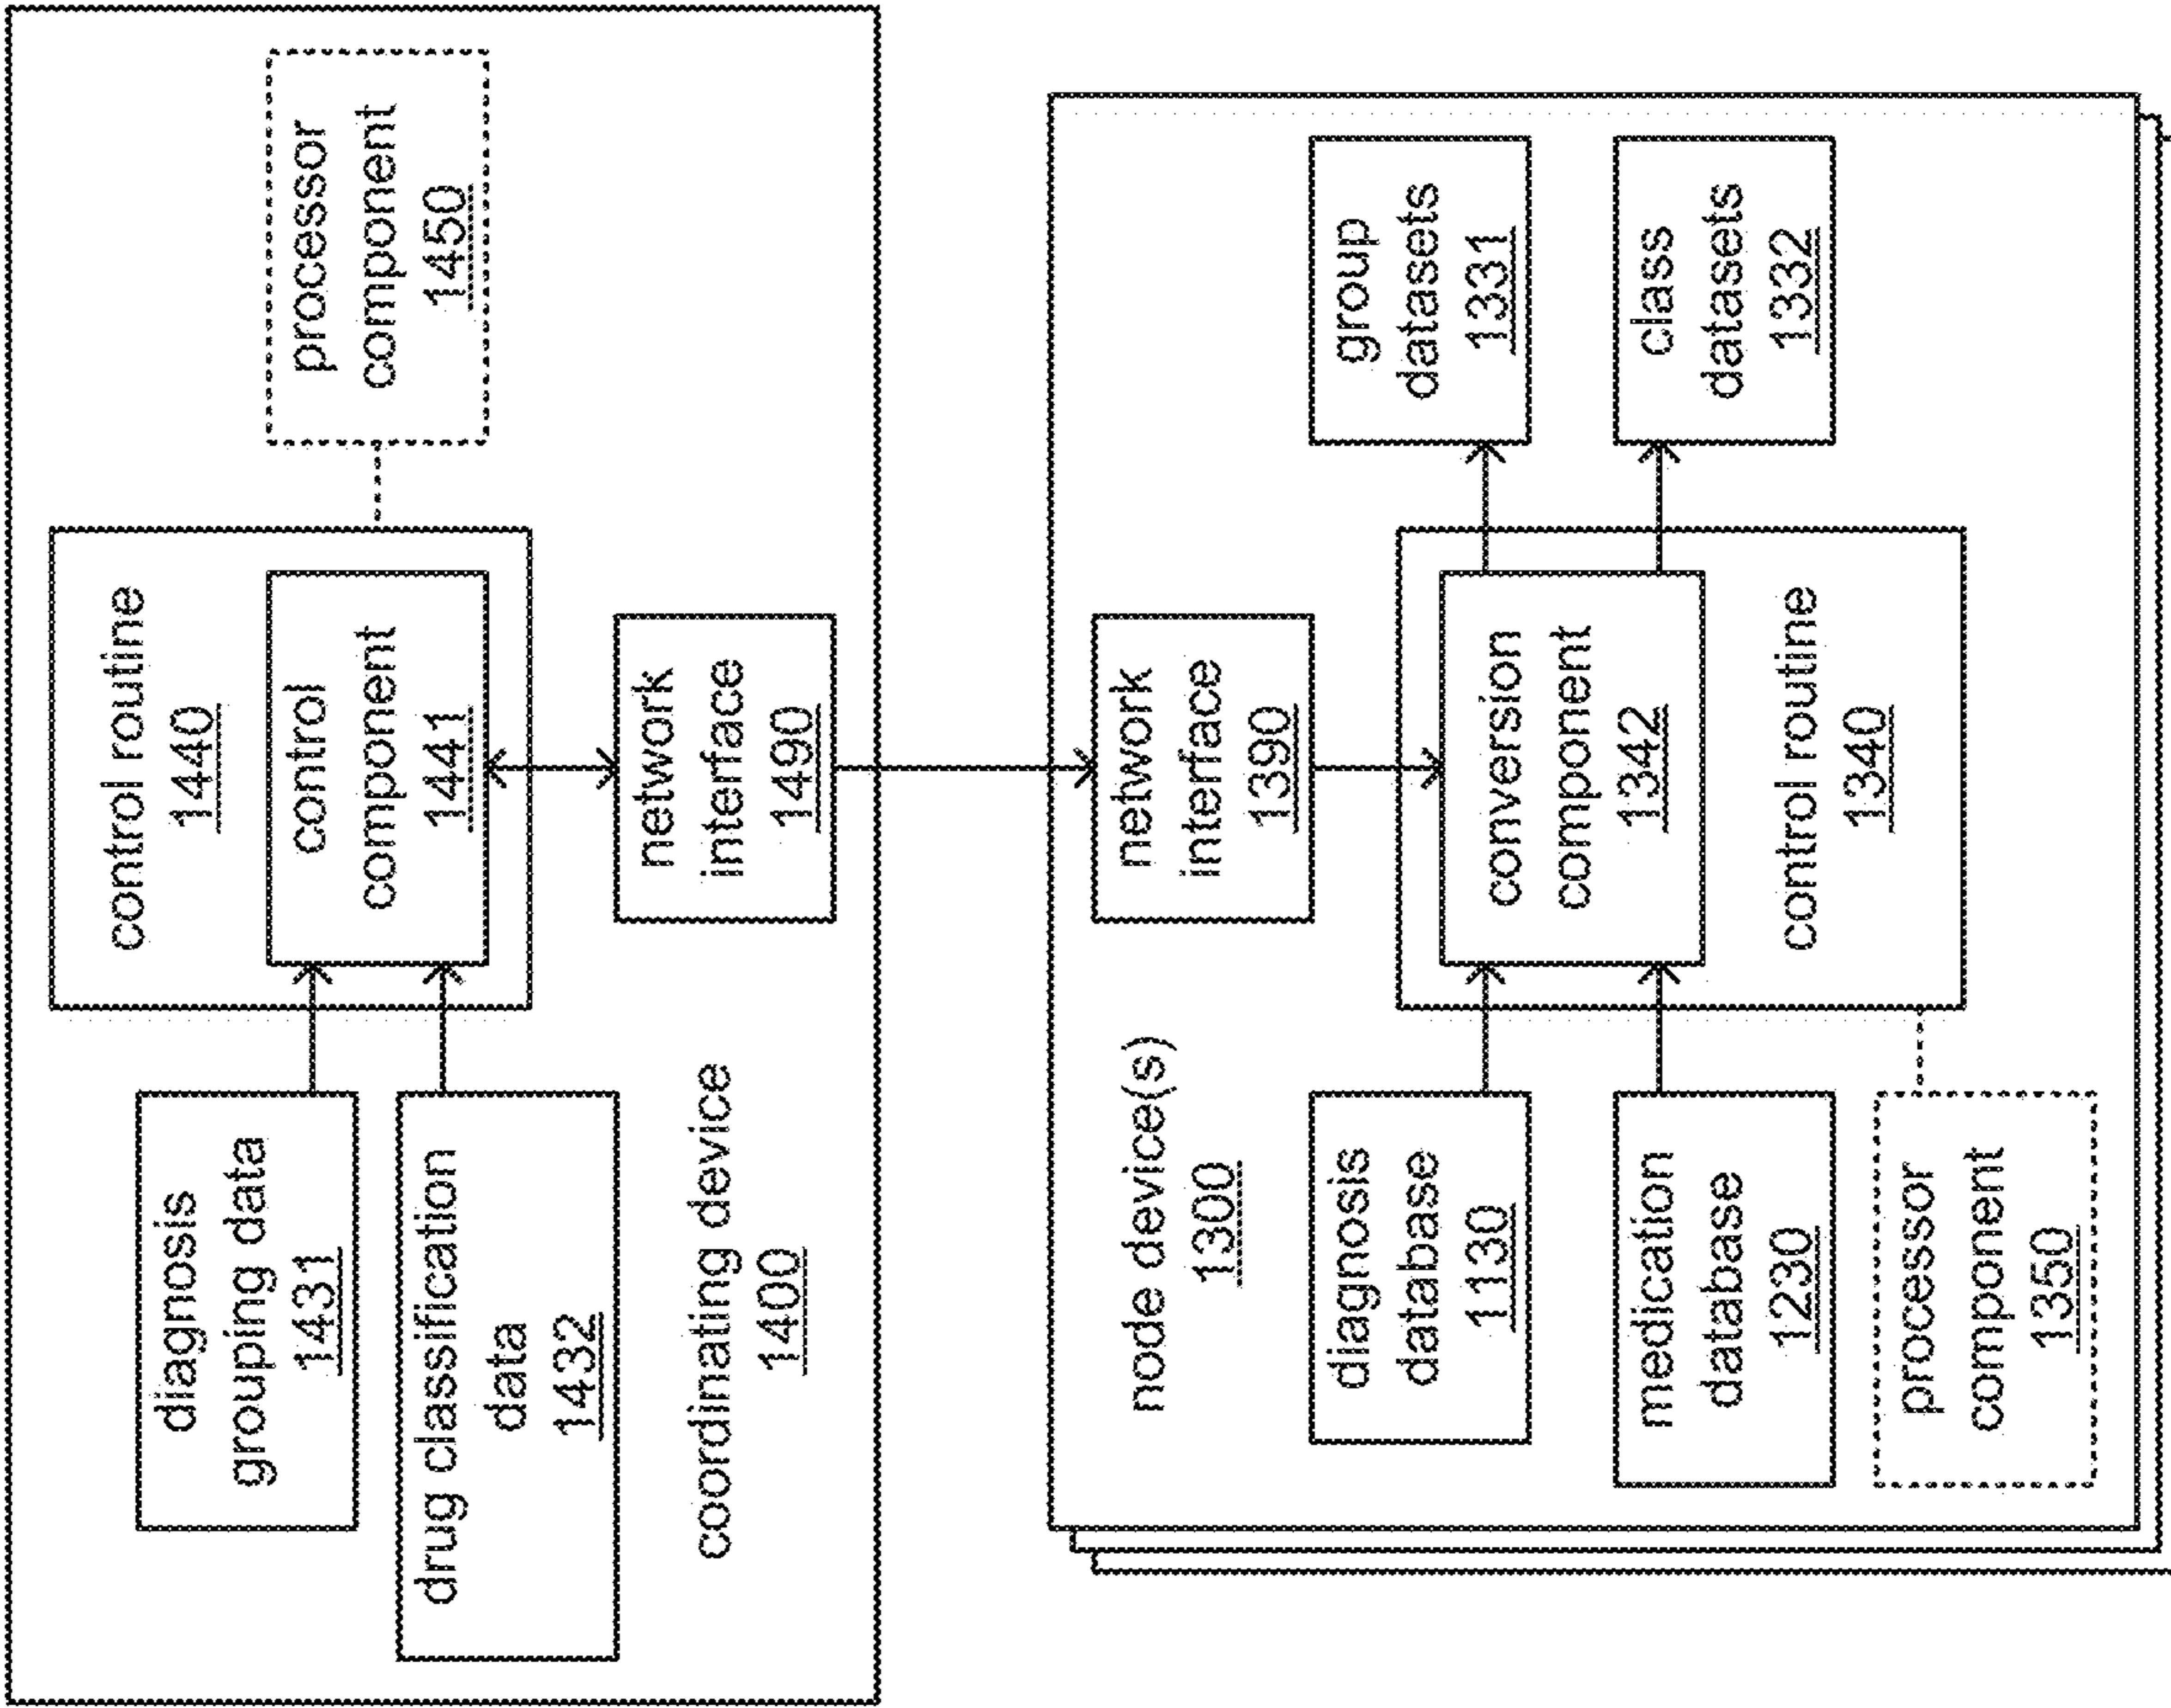 diagnosis
grouping data
1431
drug classification
data
1432
coordinating device
1400
control routine
1440
control
component
1441
network
interface
1490
processor
component
1450
node device(s)
1300
diagnosis
database
1130
medication
database
1230
processor
component
1350
network
interface
1390
conversion
component
1342
control routine
1340
group
datasets
1331
class
datasets
1332